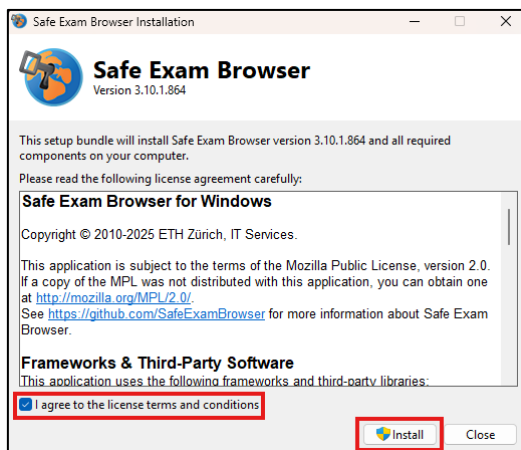 Safe Exam Browser Installation
Safe Exam Browser
Version 3.10.1.864
This setup bundle will install Safe Exam Browser version 3.10.1.864 and all required
components on your computer.
Please read the following license agreement carefully:
Safe Exam Browser for Windows
Copyright © 2010-2025 ETH Zürich, IT Services.
This application is subject to the terms of the Mozilla Public License, version 2.0.
If a copy of the MPL was not distributed with this application, you can obtain one
at http://mozilla.org/MPL/2.0/.
See https://github.com/SafeExamBrowser for more information about Safe Exam
Browser.
Frameworks & Third-Party Software
This application uses the following frameworks and third-party libraries:
I agree to the license terms and conditions
Install Close